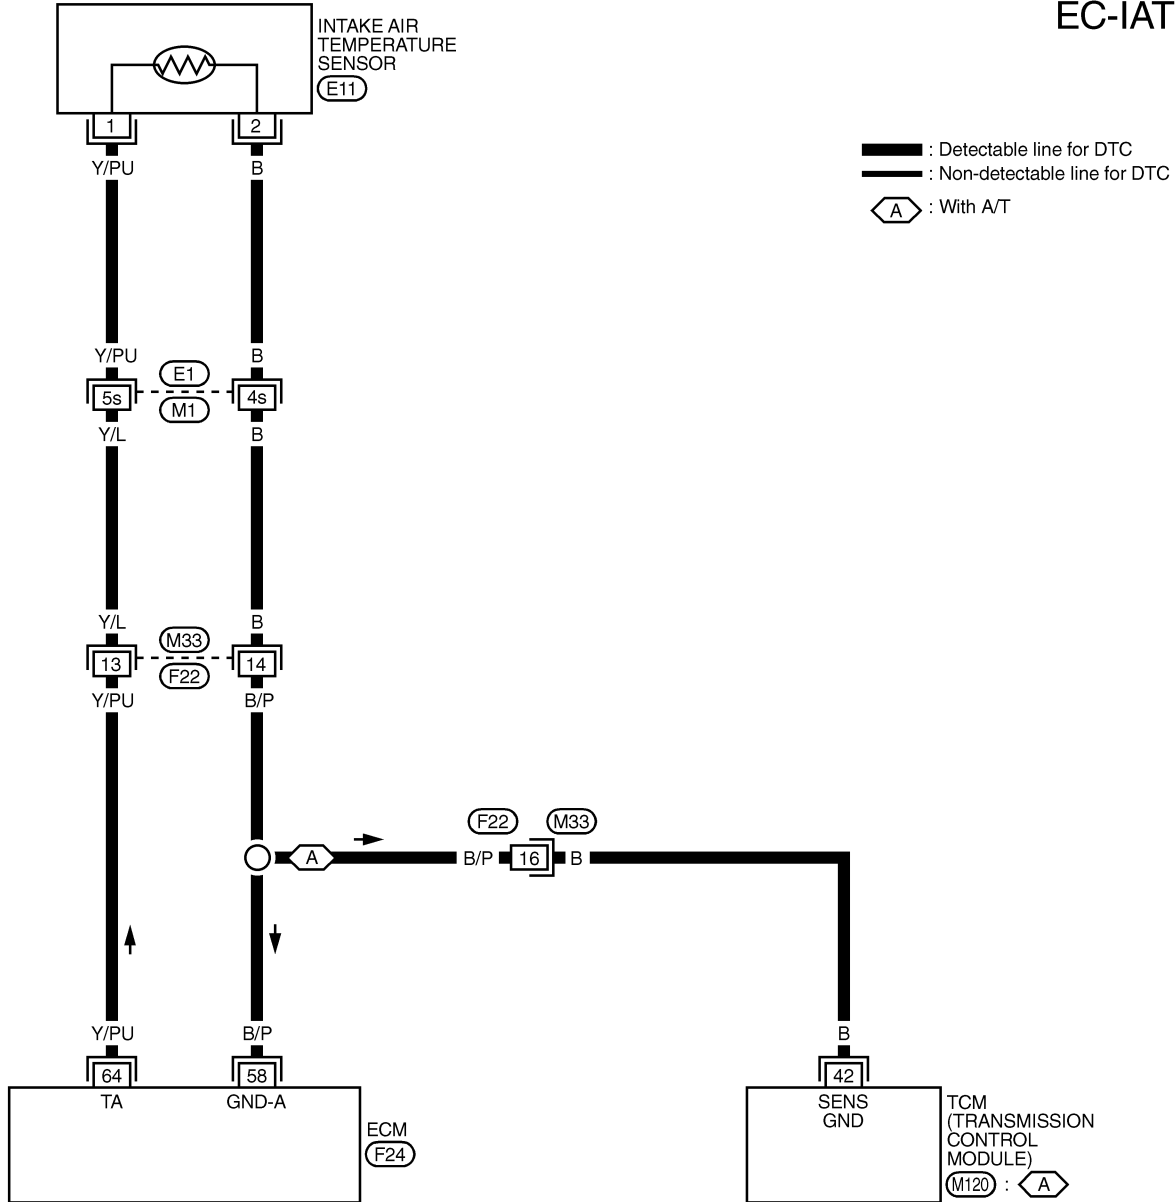 EC-IAT
INTAKE AIR
TEMPERATURE
SENSOR
E11
1 2
Y/PU B
: Detectable line for DTC
: Non-detectable line for DTC
A : With A/T
Y/PU B
E1
5s 4s
M1
Y/L B
Y/L B
M33
13 14
F22
Y/PU B/P
F22 M33
A B/P 16 B
Y/PU B/P B
64 58 42
TA GND-A
SENS
GND
ECM
F24
TCM
(TRANSMISSION
CONTROL
MODULE)
M120 : A